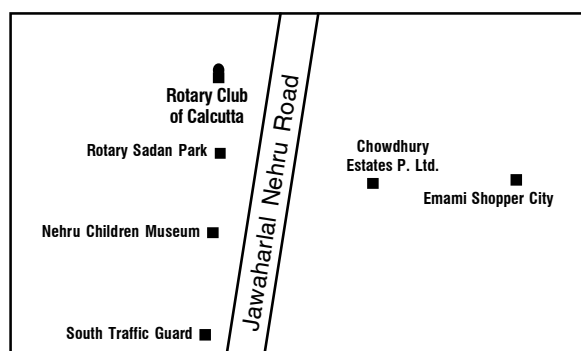 Rotary Club
of Calcutta
Rotary Sadan Park
Jawaharlal Nehru Road
Chowdhury
Estates P. Ltd.
Emami Shopper City
Nehru Children Museum
South Traffic Guard